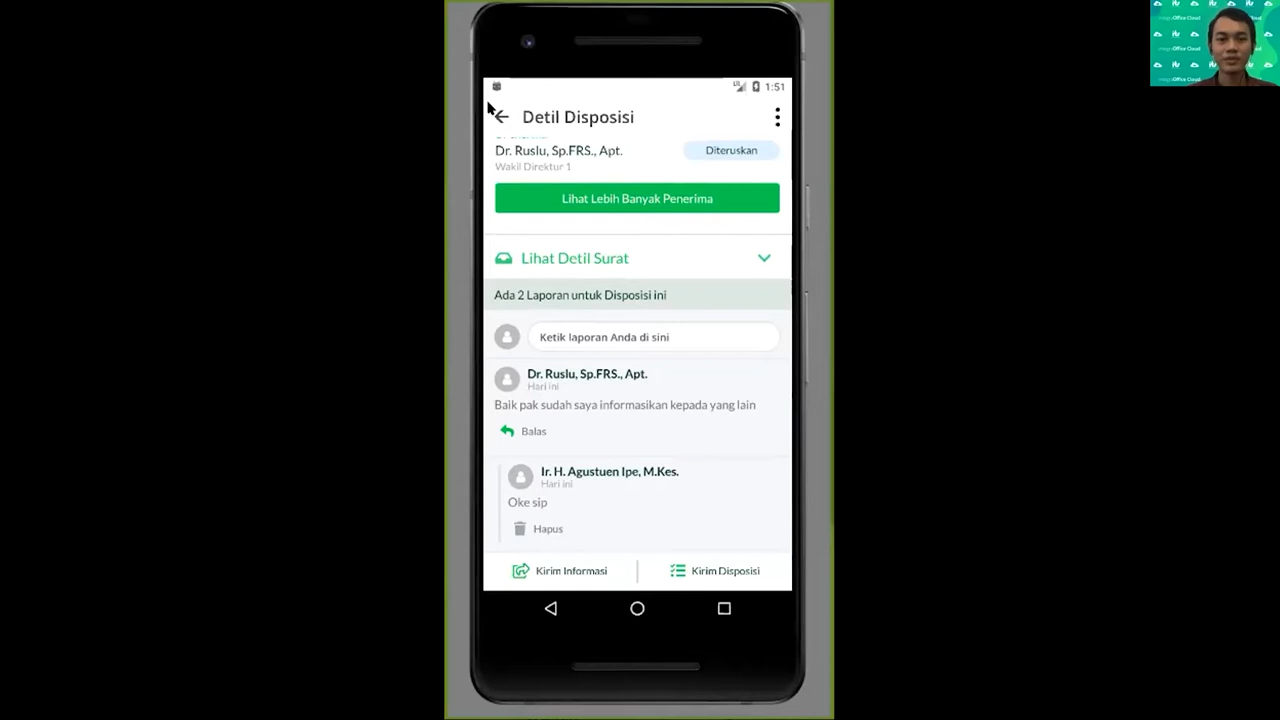 1:51
Detil Disposisi
Dr. Ruslu, Sp.FRS., Apt.
Diteruskan
Wakil Direktur 1
Lihat Lebih Banyak Penerima
Lihat Detil Surat
Ada 2 Laporan untuk Disposisi ini
Ketik laporan Anda di sini
Dr. Ruslu, Sp.FRS., Apt.
Hari ini
Baik pak sudah saya informasikan kepada yang lain
Balas
Ir. H. Agustuen Ipe, M.Kes.
Hari ini
Oke sip
Hapus
Kirim Informasi
Kirim Disposisi